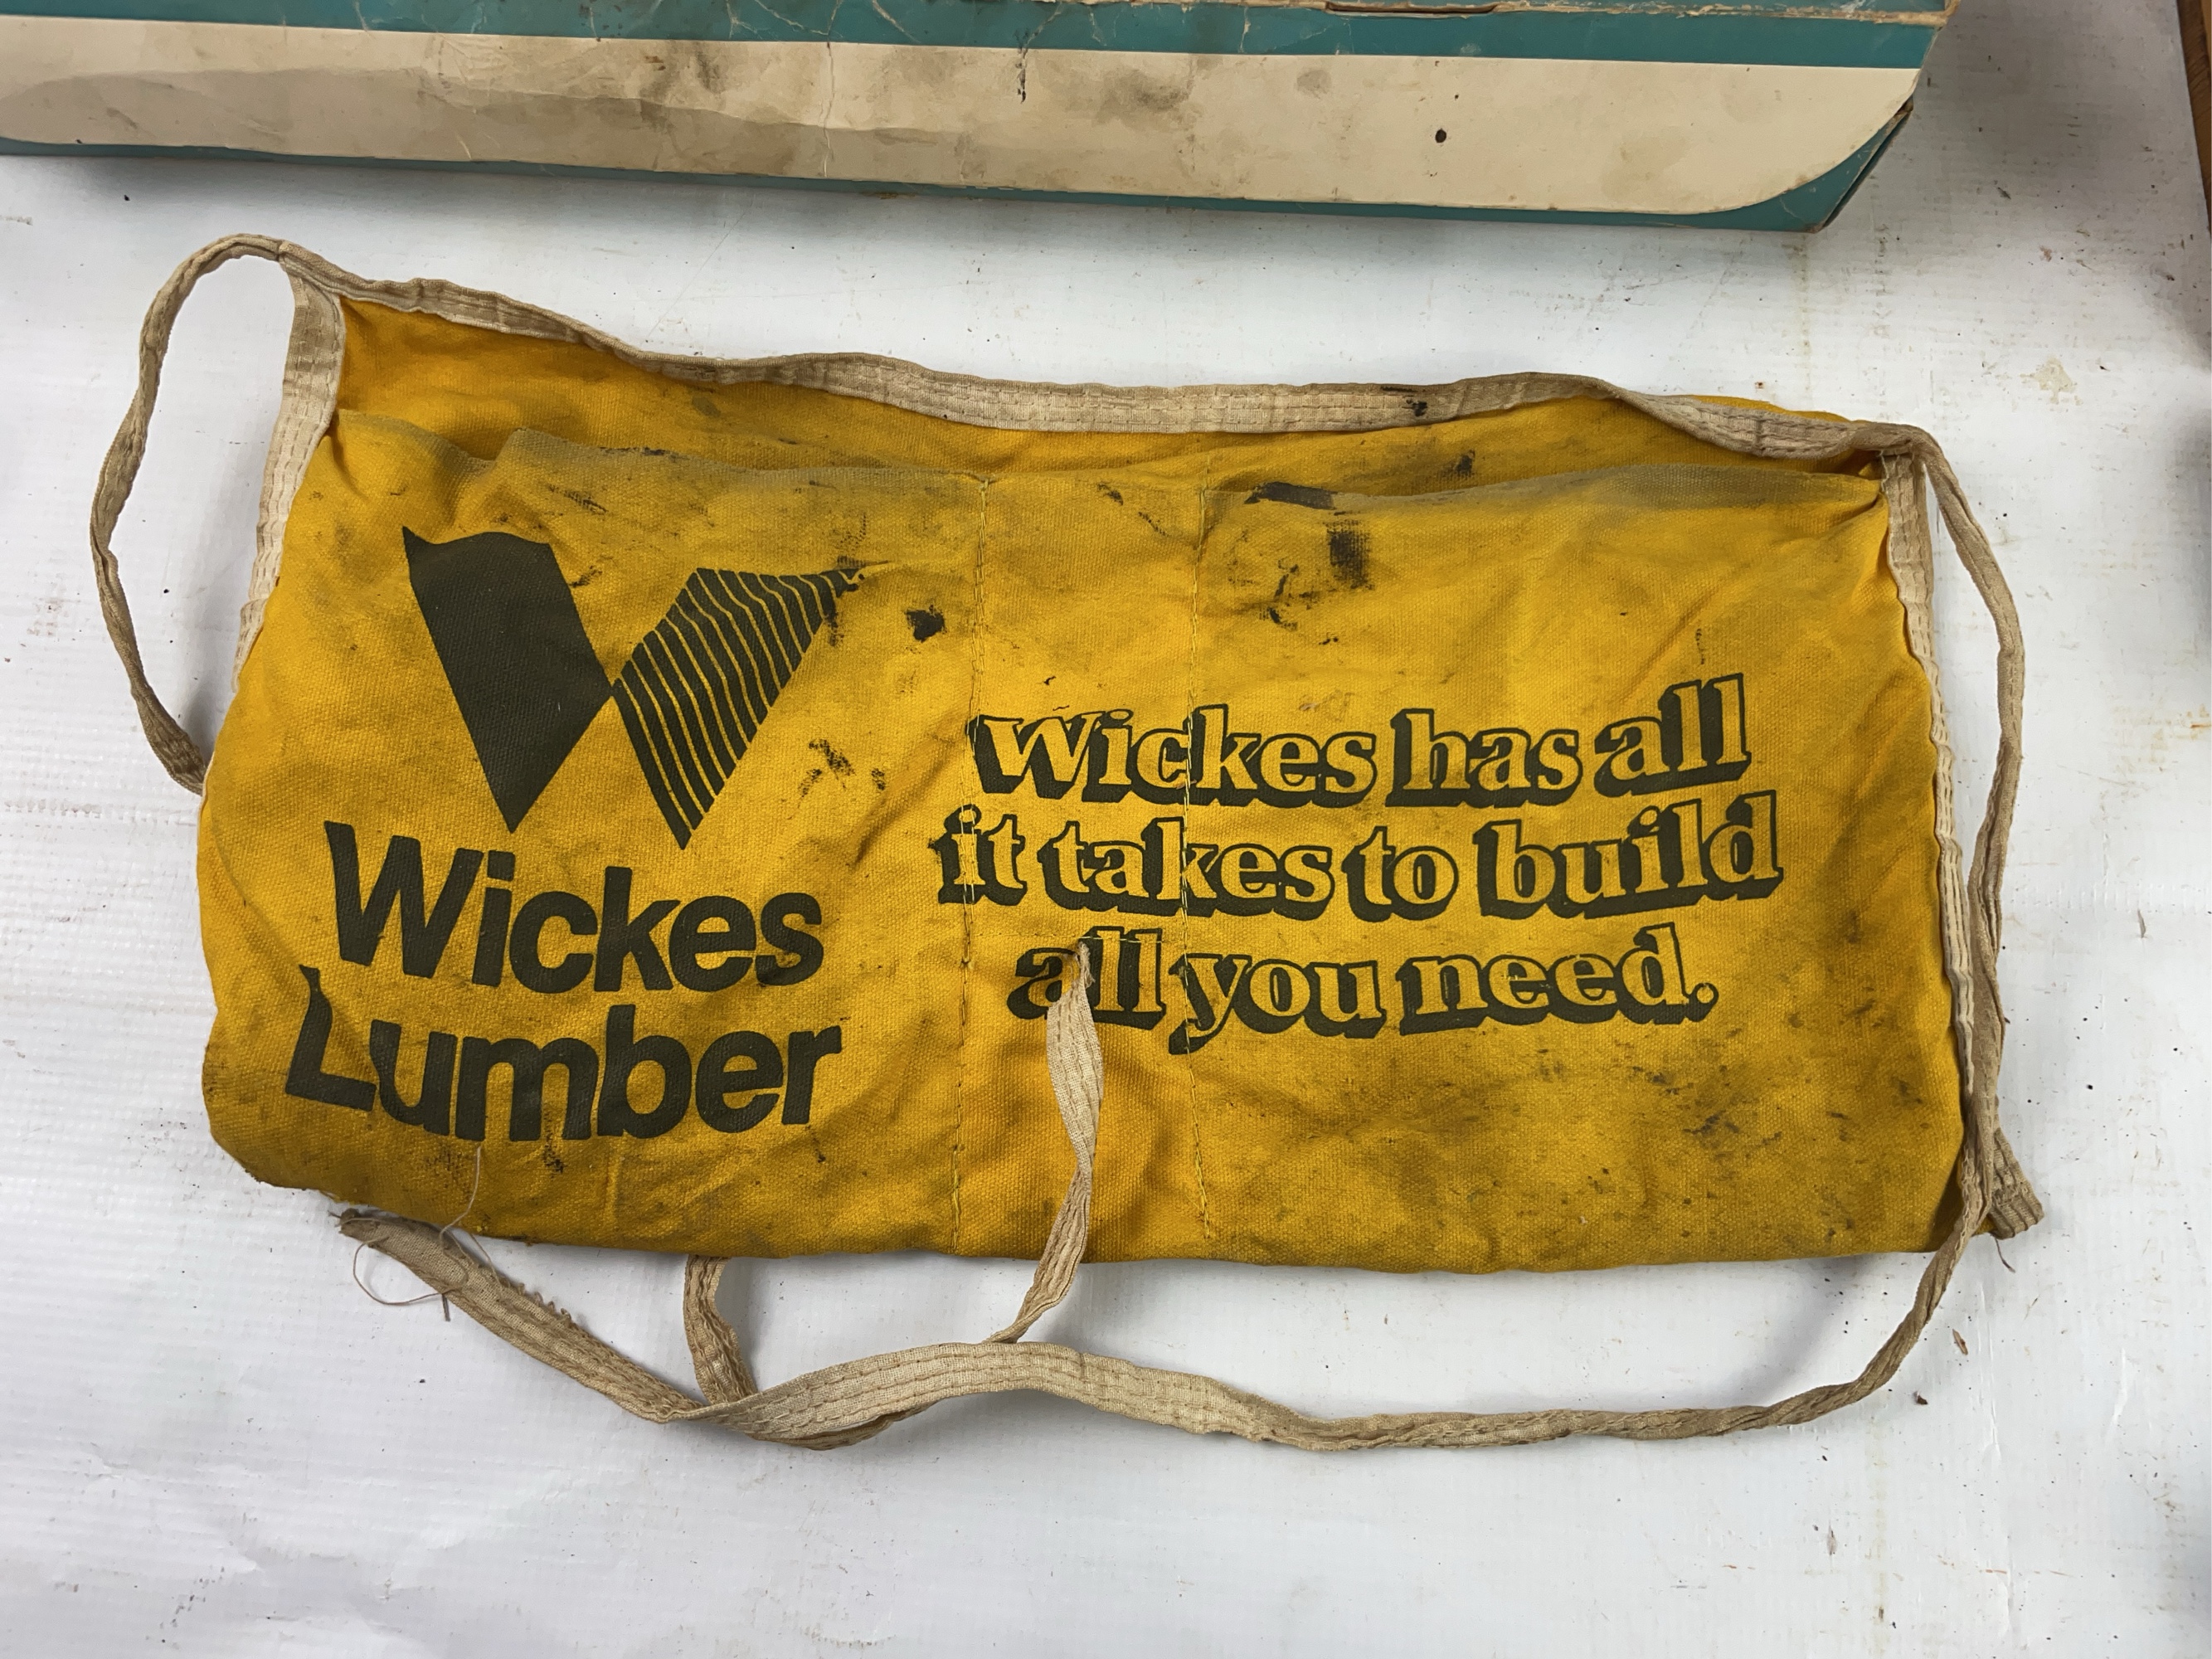 Wickes
Lumber
Wickes has all
it takes to build
all you need.